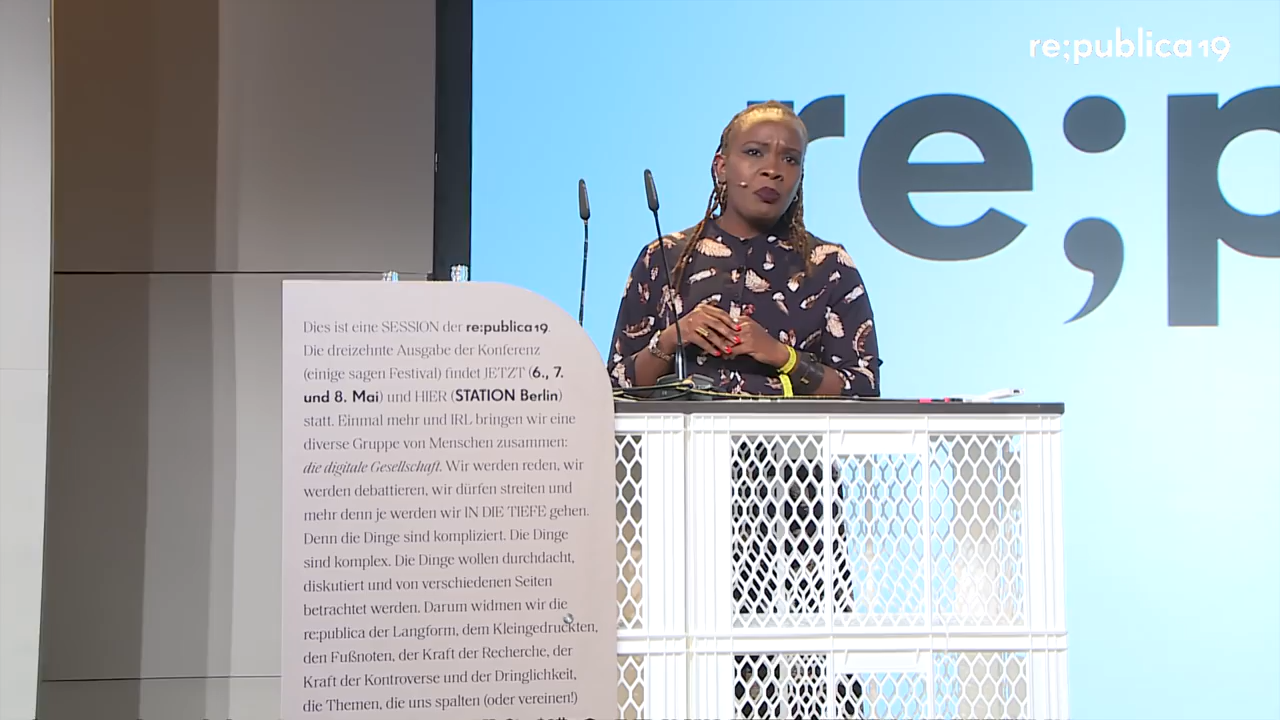 re;publica 19
re;p
Dies ist eine SESSION der re:publica19.
Die dreizehnte Ausgabe der Konferenz
(einige sagen Festival) findet JETZT (6., 7.
und 8. Mai) und HIER (STATION Berlin)
statt. Einmal mehr und IRL bringen wir eine
diverse Gruppe von Menschen zusammen:
die digitale Gesellschaft. Wir werden reden, wir
werden debattieren, wir dürfen streiten und
mehr denn je werden wir IN DIE TIEFE gehen.
Denn die Dinge sind kompliziert. Die Dinge
sind komplex. Die Dinge wollen durchdacht,
diskutiert und von verschiedenen Seiten
betrachtet werden. Darum widmen wir die
re:publica der Langform, dem Kleingedruckten,
den Fußnoten, der Kraft der Recherche, der
Kraft der Kontroverse und der Dringlichkeit,
die Themen, die uns spalten (oder vereinen!)